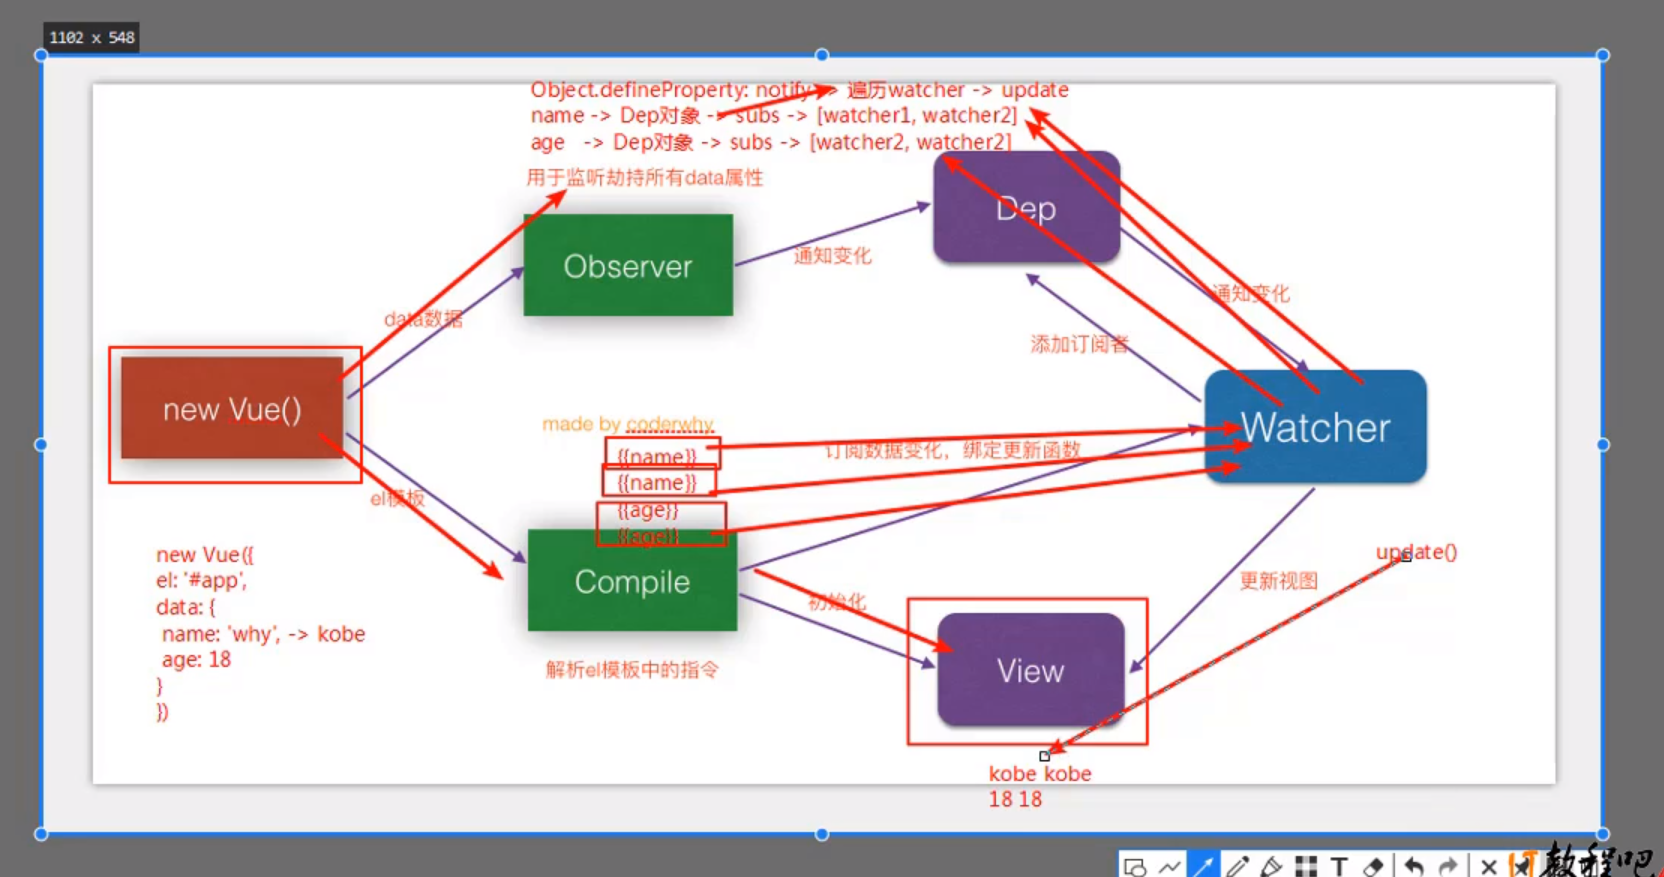 1102 x 548
Object.defineProperty: notify -> 遍历watcher -> update
name -> Dep对象 -> subs -> [watcher1, watcher2]
age -> Dep对象 -> subs -> [watcher2, watcher2]
用于监听劫持所有data属性
Dep
Observer
通知变化
通知变化
data数据
添加订阅者
new Vue()
made by coderwhy
Watcher
{{name}}
订阅数据变化，绑定更新函数
{{name}}
el模板
{{age}}
{{age}}
new Vue({
el: '#app',
data: {
name: 'why', -> kobe
age: 18
}
})
Compile
update()
更新视图
初始化
解析el模板中的指令
View
kobe kobe
18 18
IT教程吧